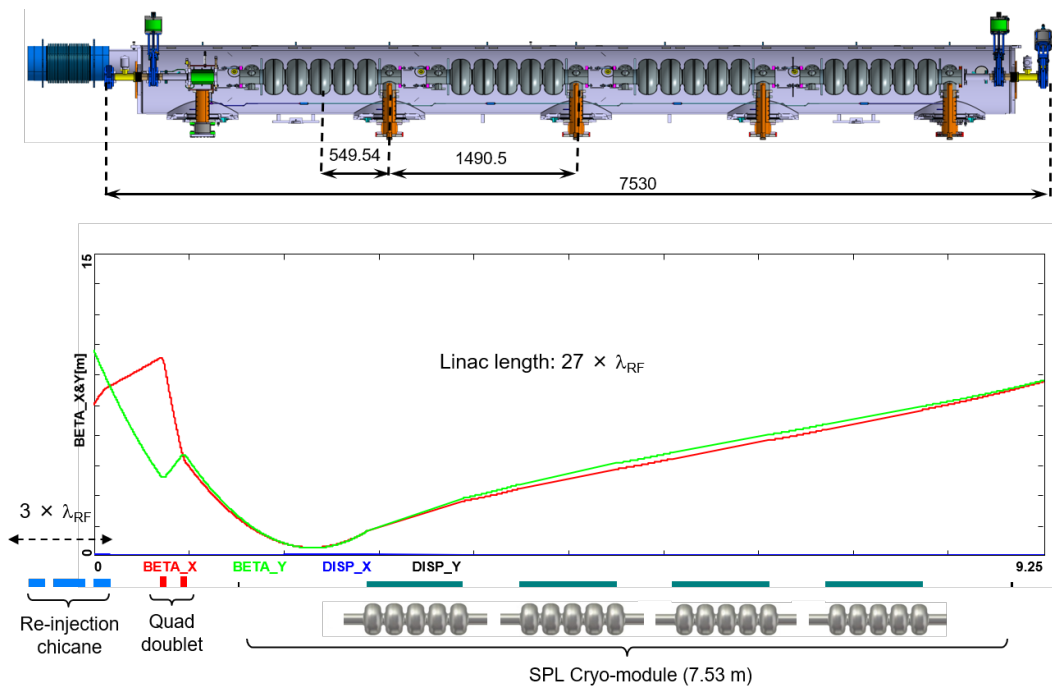 549.54
1490.5
7530
15
BETA_X&Y[m]
Linac length: 27 × λRF
3 × λRF
0
BETA_X BETA_Y DISP_X DISP_Y
0 9.25
Re-injection
chicane
Quad
doublet
SPL Cryo-module (7.53 m)